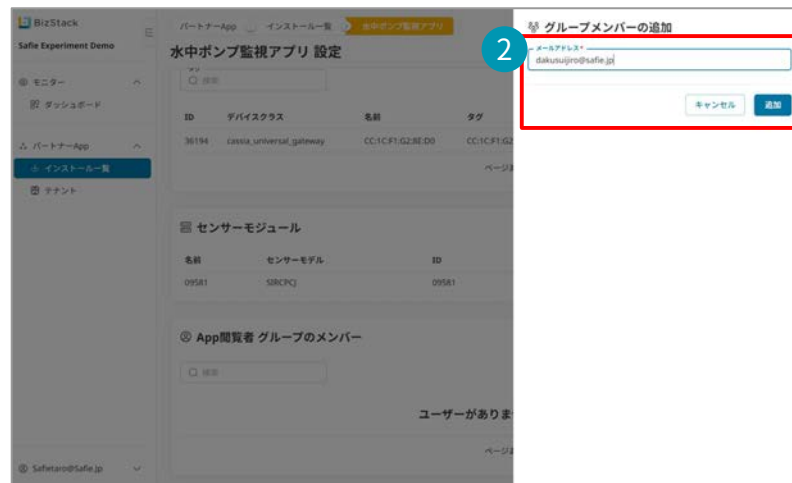 BizStack
Safie Experiment Demo
モニター
ダッシュボード
パートナーApp
インストール一覧
テナント
Safietaro@Safie.jp
パートナーApp インストール一覧 水中ポンプ監視アプリ
水中ポンプ監視アプリ 設定
検索
ID デバイスクラス 名前 タグ
36194 cassia_universal_gateway CC:1C:F1:G2:8E:D0 CC:1C:F1:G2
センサーモジュール
名前 センサーモデル ID
09581 09581
App閲覧者 グループのメンバー
検索
ユーザーがありま
グループメンバーの追加
2
メールアドレス*
dakusuijiro@safie.jp
キャンセル 追加